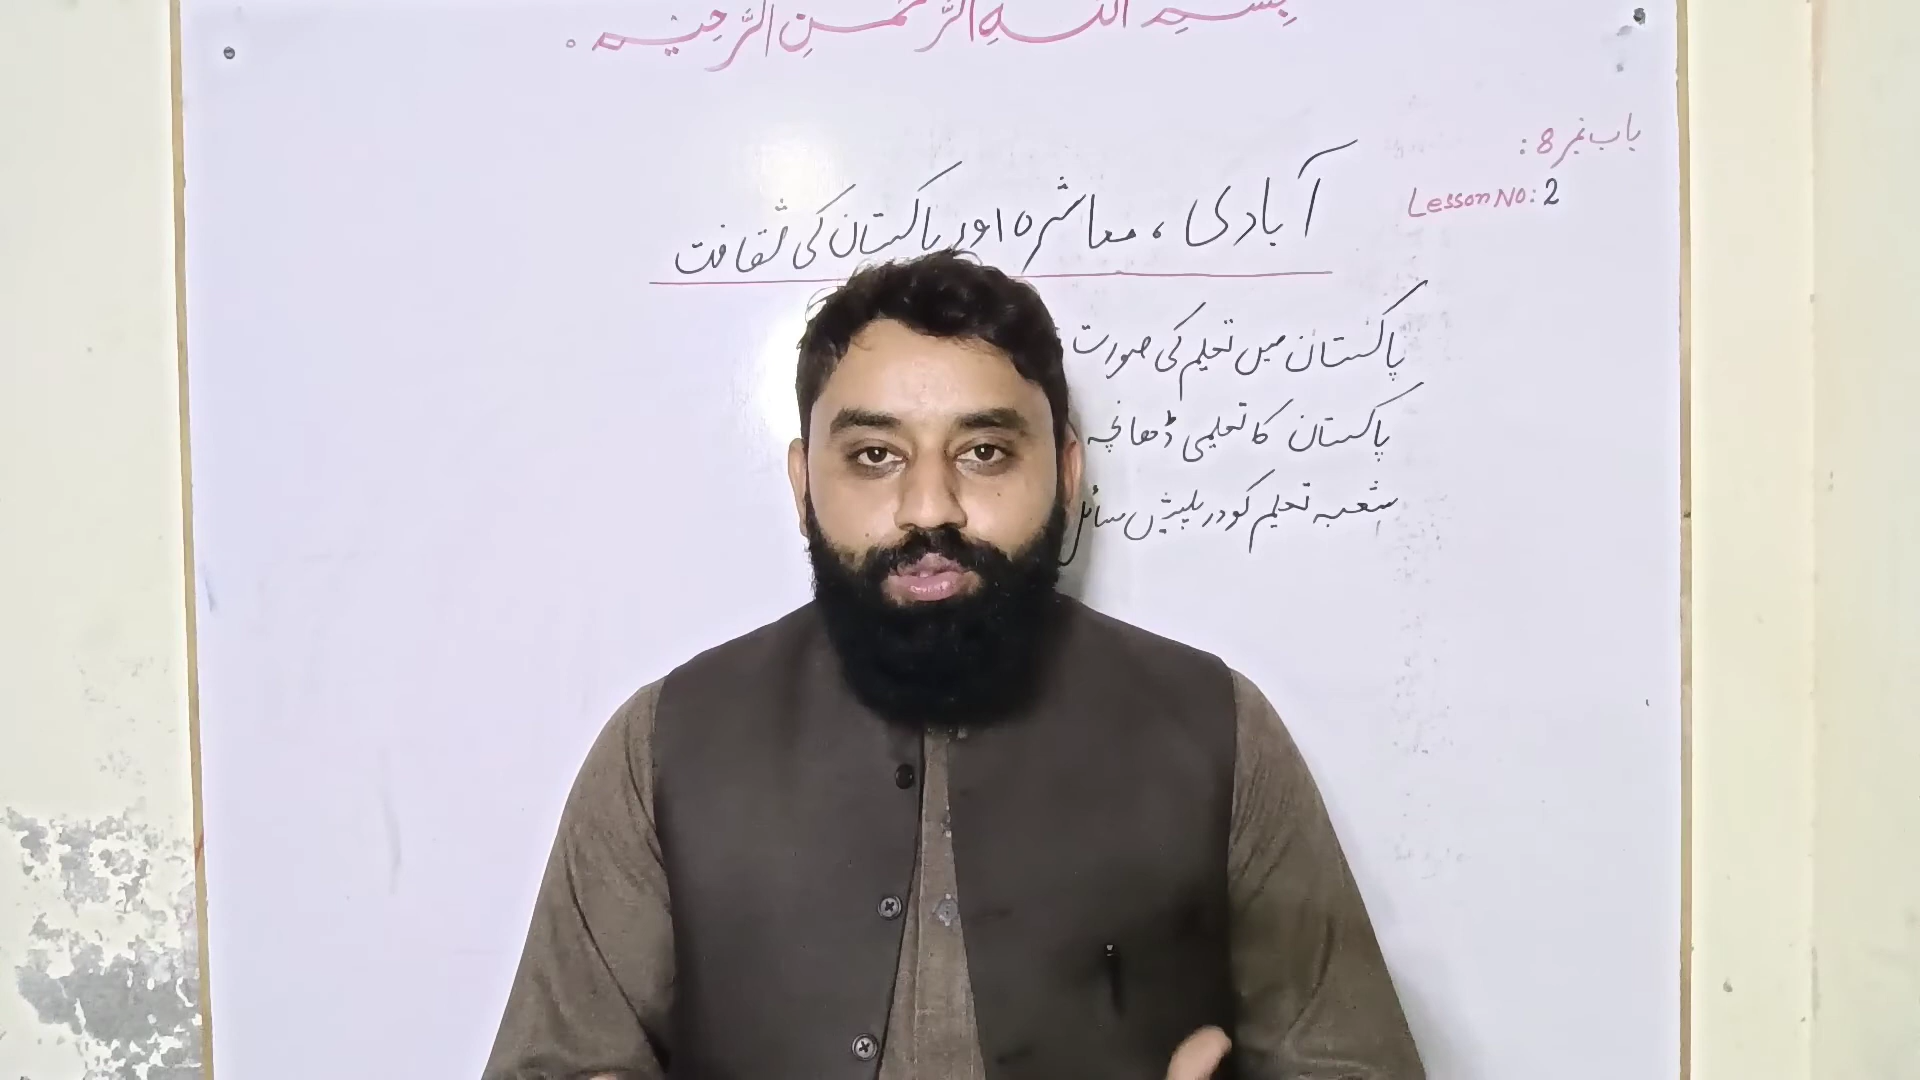 بِسْمِ اللهِ الرَّحْمٰنِ الرَّحِيْمِ
باب نمبر 8:
Lesson NO: 2
آبادی، معاشرہ اور پاکستان کی ثقافت
پاکستان میں تعلیم کی صورت
پاکستان کا تعلیمی ڈھانچہ
شعبہ تعلیم کو درپیش مسائل